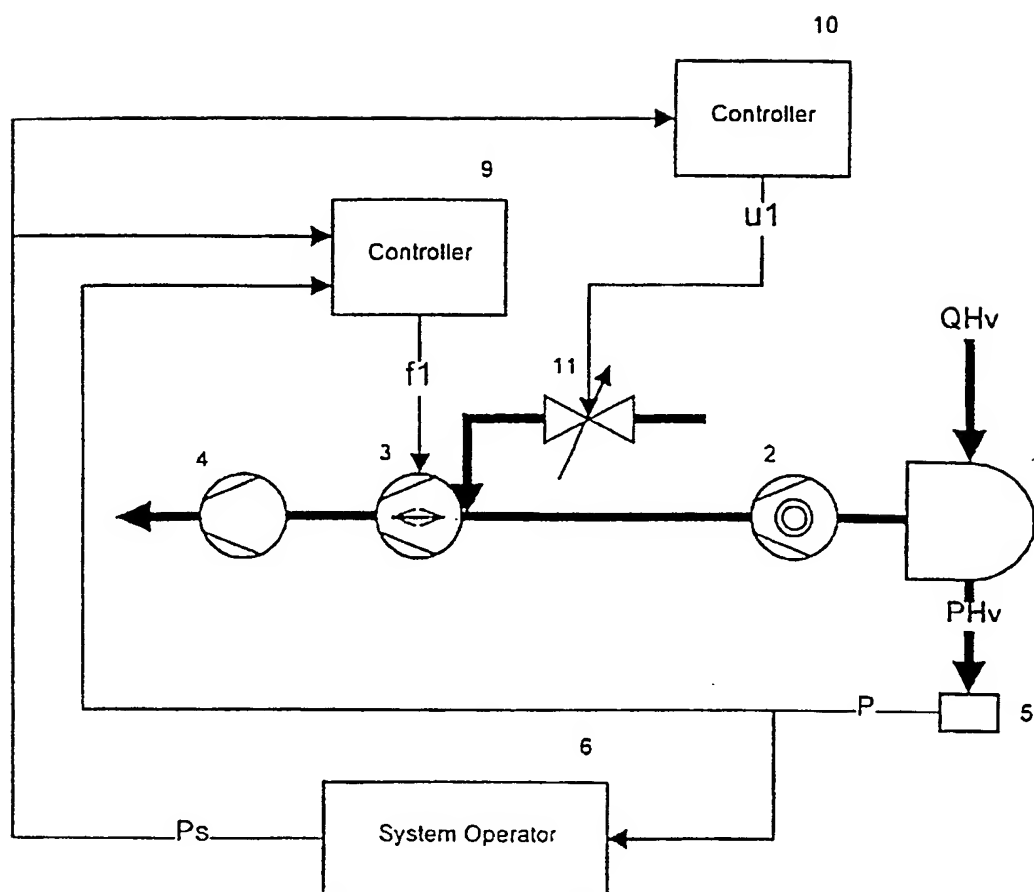 10
Controller
9
u1
Controller
QHv
11
f1
4
3
2
PHv
P
5
6
Ps
System Operator